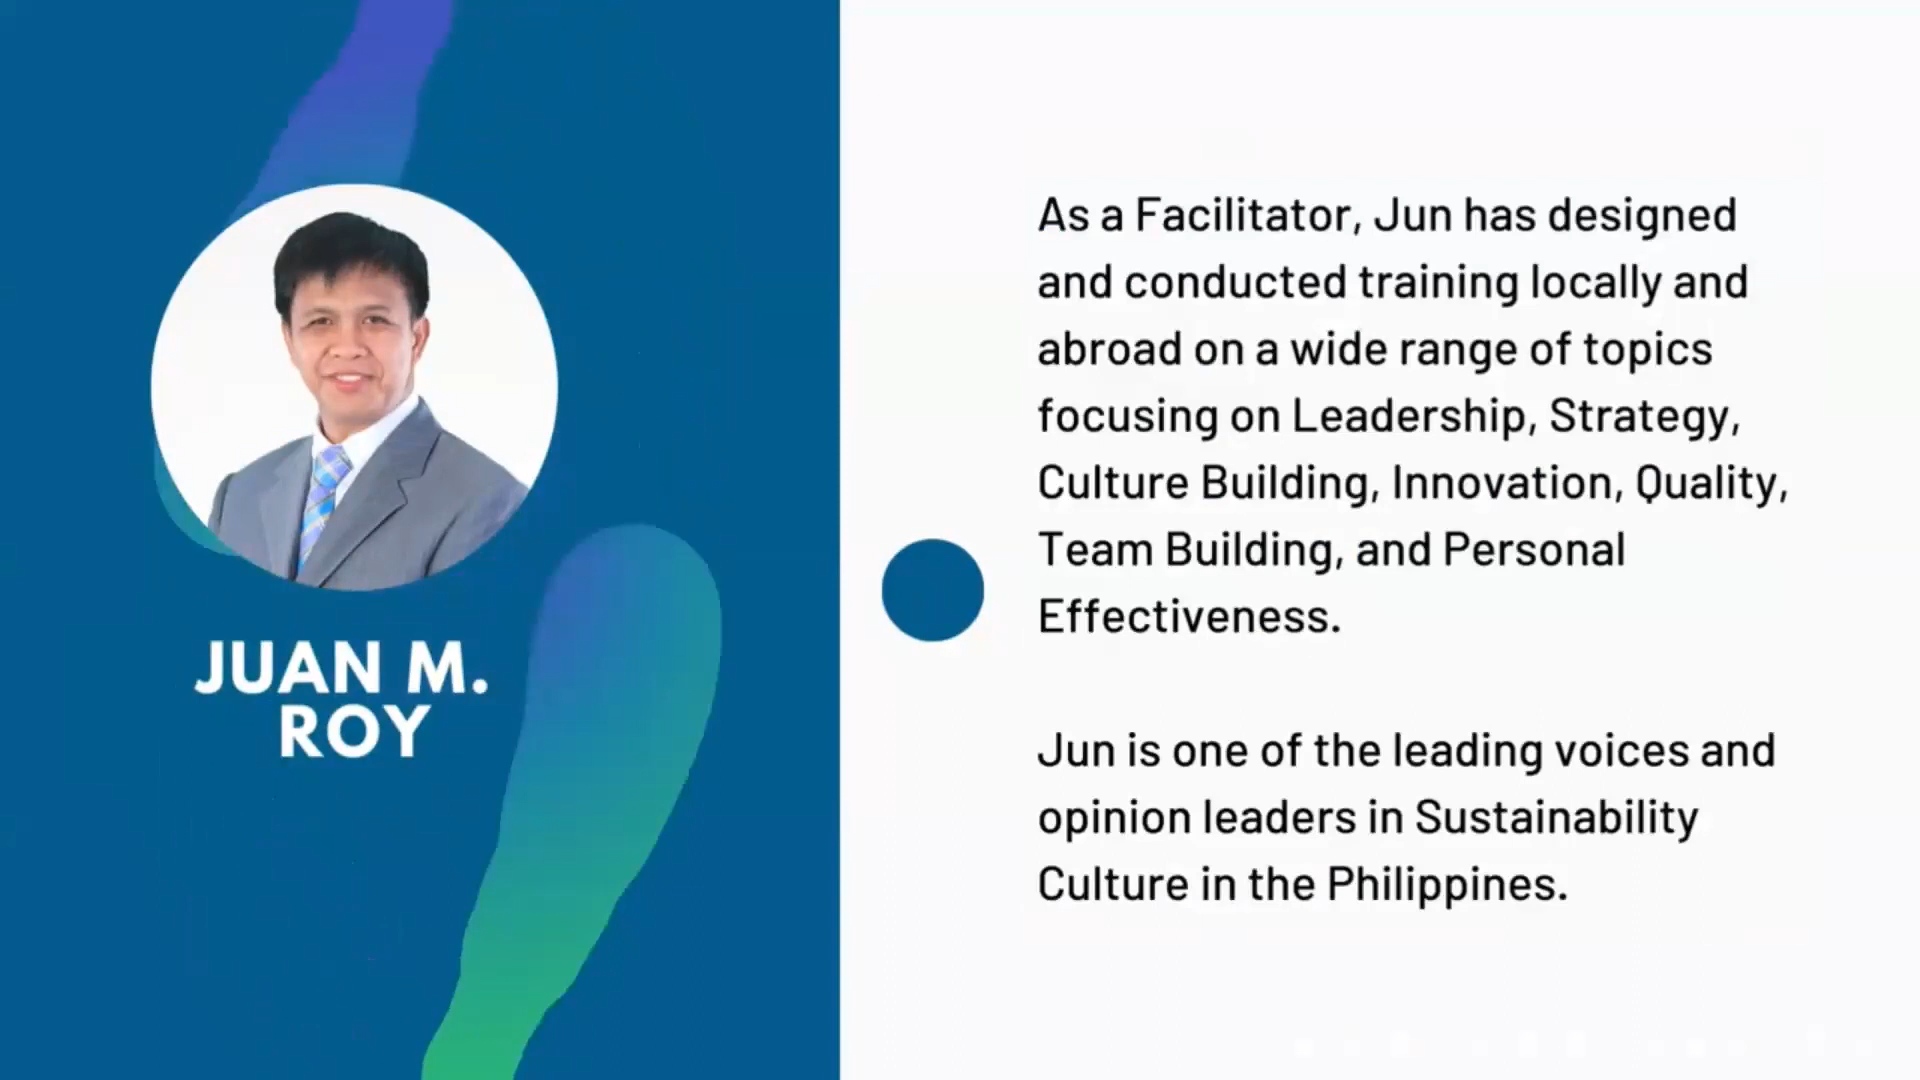 JUAN M.
ROY
As a Facilitator, Jun has designed
and conducted training locally and
abroad on a wide range of topics
focusing on Leadership, Strategy,
Culture Building, Innovation, Quality,
Team Building, and Personal
Effectiveness.
Jun is one of the leading voices and
opinion leaders in Sustainability
Culture in the Philippines.